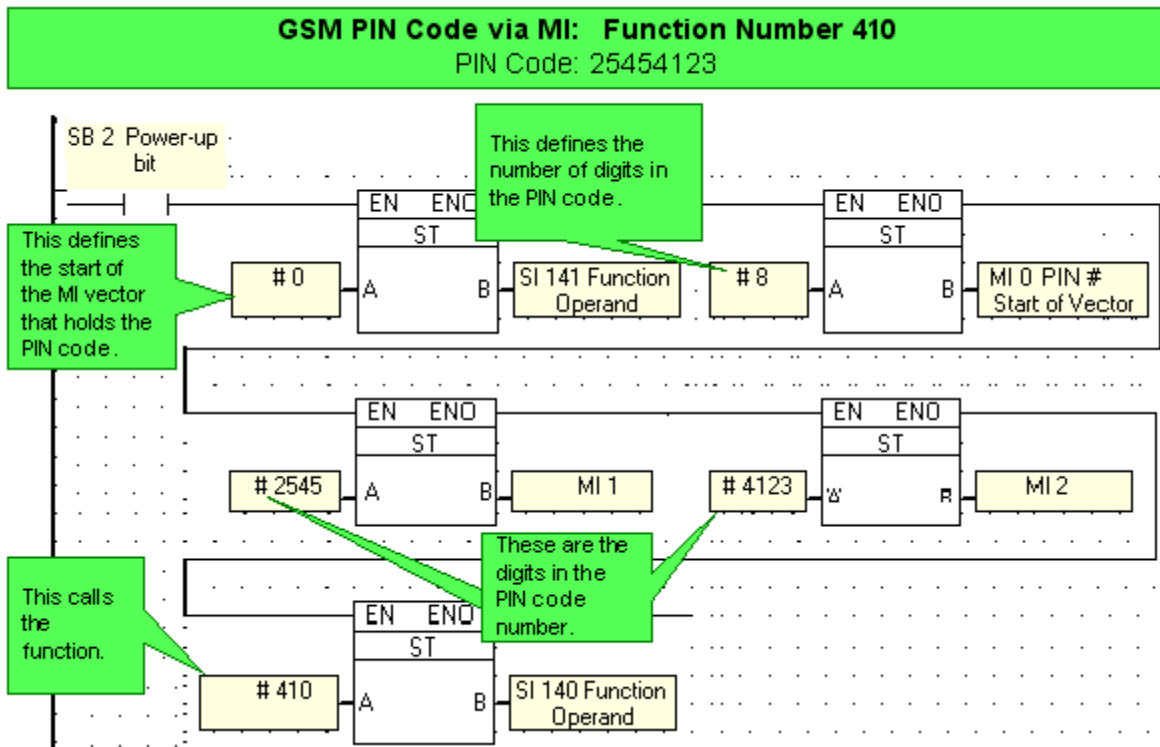 GSM PIN Code via MI: Function Number 410
PIN Code: 25454123
SB 2 Power-up
bit
This defines the
number of digits in
the PIN code.
EN ENO
ST
EN ENO
ST
This defines
the start of
the MI vector
that holds the
PIN code.
# 0
A B
SI 141 Function
Operand
# 8
A B
MI 0 PIN #
Start of Vector
EN ENO
ST
EN ENO
ST
# 2545
A B
MI 1
# 4123
MI 2
These are the
digits in the
PIN code
number.
This calls
the
function.
EN ENO
ST
# 410
A B
SI 140 Function
Operand